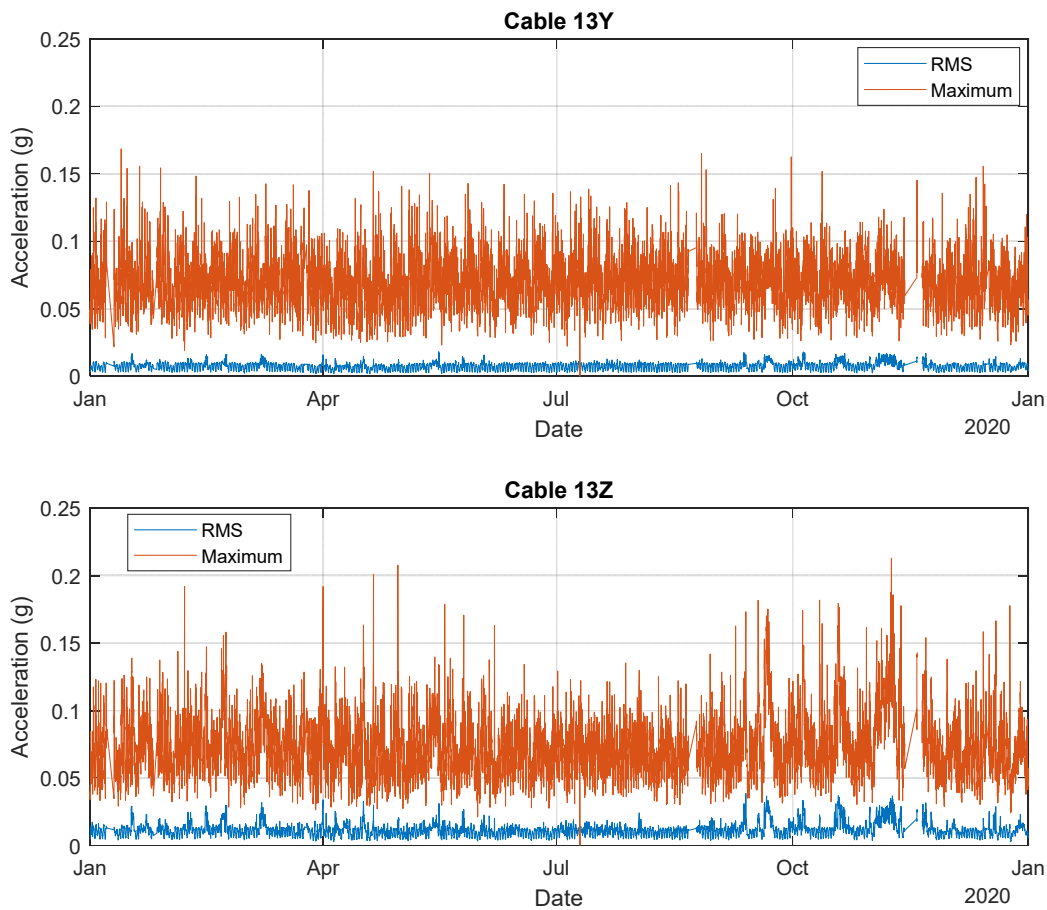 Cable 13Y
0.25
0.2
0.15
0.1
0.05
0
Acceleration (g)
RMS
Maximum
Jan
Apr
Jul
Oct
Jan
Date
2020
Cable 13Z
0.25
0.2
0.15
0.1
0.05
0
Acceleration (g)
RMS
Maximum
Jan
Apr
Jul
Oct
Jan
Date
2020